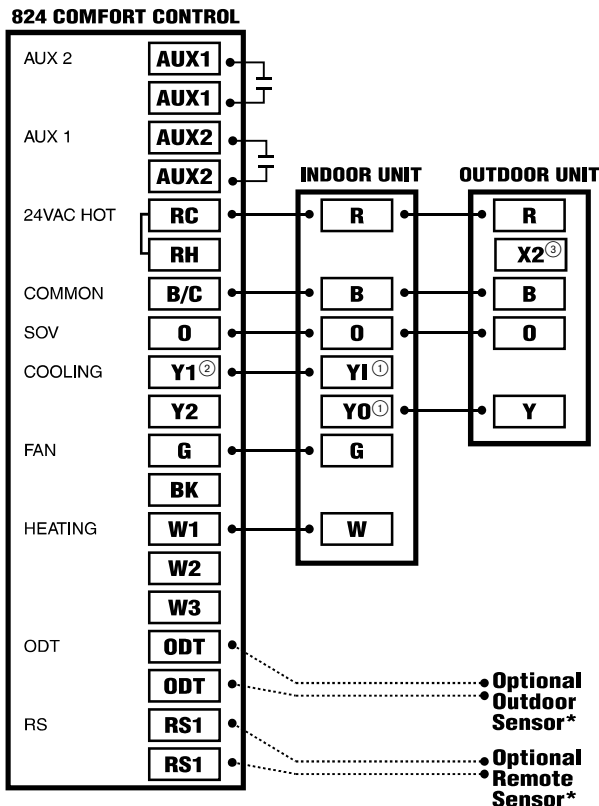 824 COMFORT CONTROL
AUX 2
AUX1
AUX1
AUX 1
AUX2
AUX2
INDOOR UNIT
OUTDOOR UNIT
24VAC HOT
RC
R
R
RH
X2③
COMMON
B/C
B
B
SOV
O
O
O
COOLING
Y1②
YI①
Y2
YO①
Y
FAN
G
G
BK
HEATING
W1
W
W2
W3
ODT
ODT
ODT
Optional
Outdoor
Sensor*
RS
RS1
RS1
Optional
Remote
Sensor*